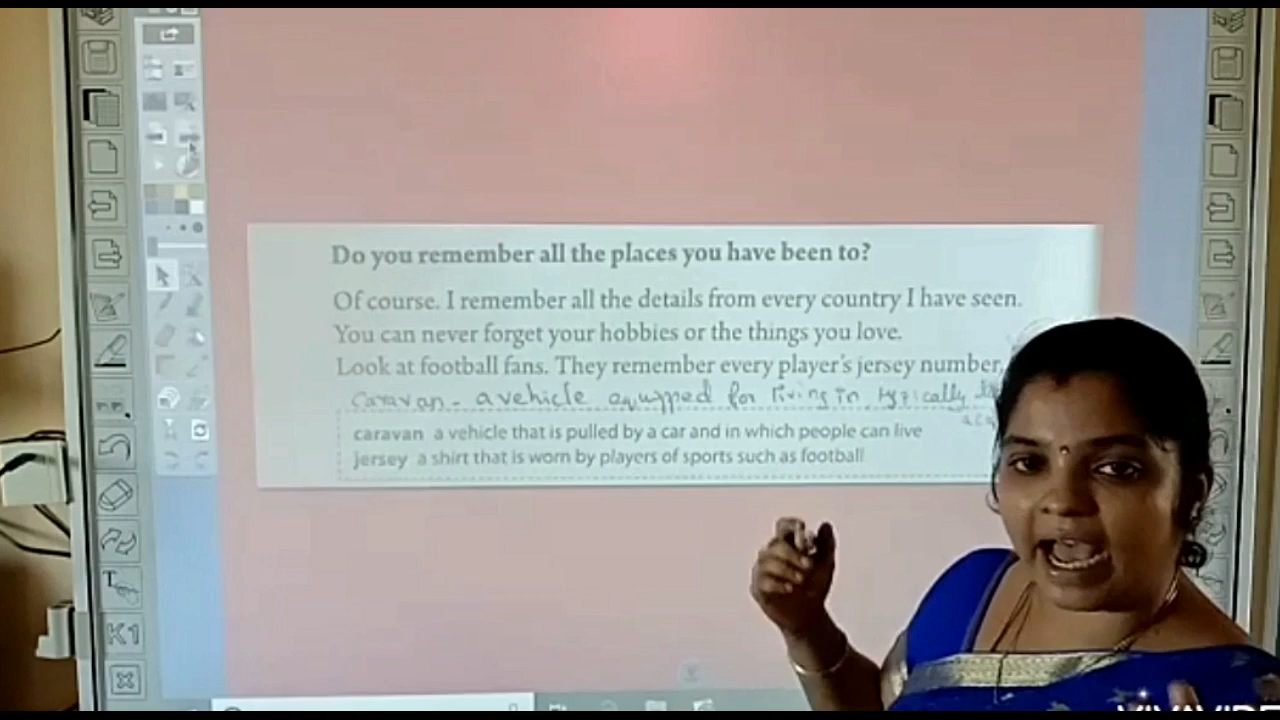 Do you remember all the places you have been to?
Of course. I remember all the details from every country I have seen.
You can never forget your hobbies or the things you love.
Look at football fans. They remember every player's jersey number.
Caravan - a vehicle equipped for living in typically
caravan a vehicle that is pulled by a car and in which people can live
jersey a shirt that is worn by players of sports such as football
T
K1